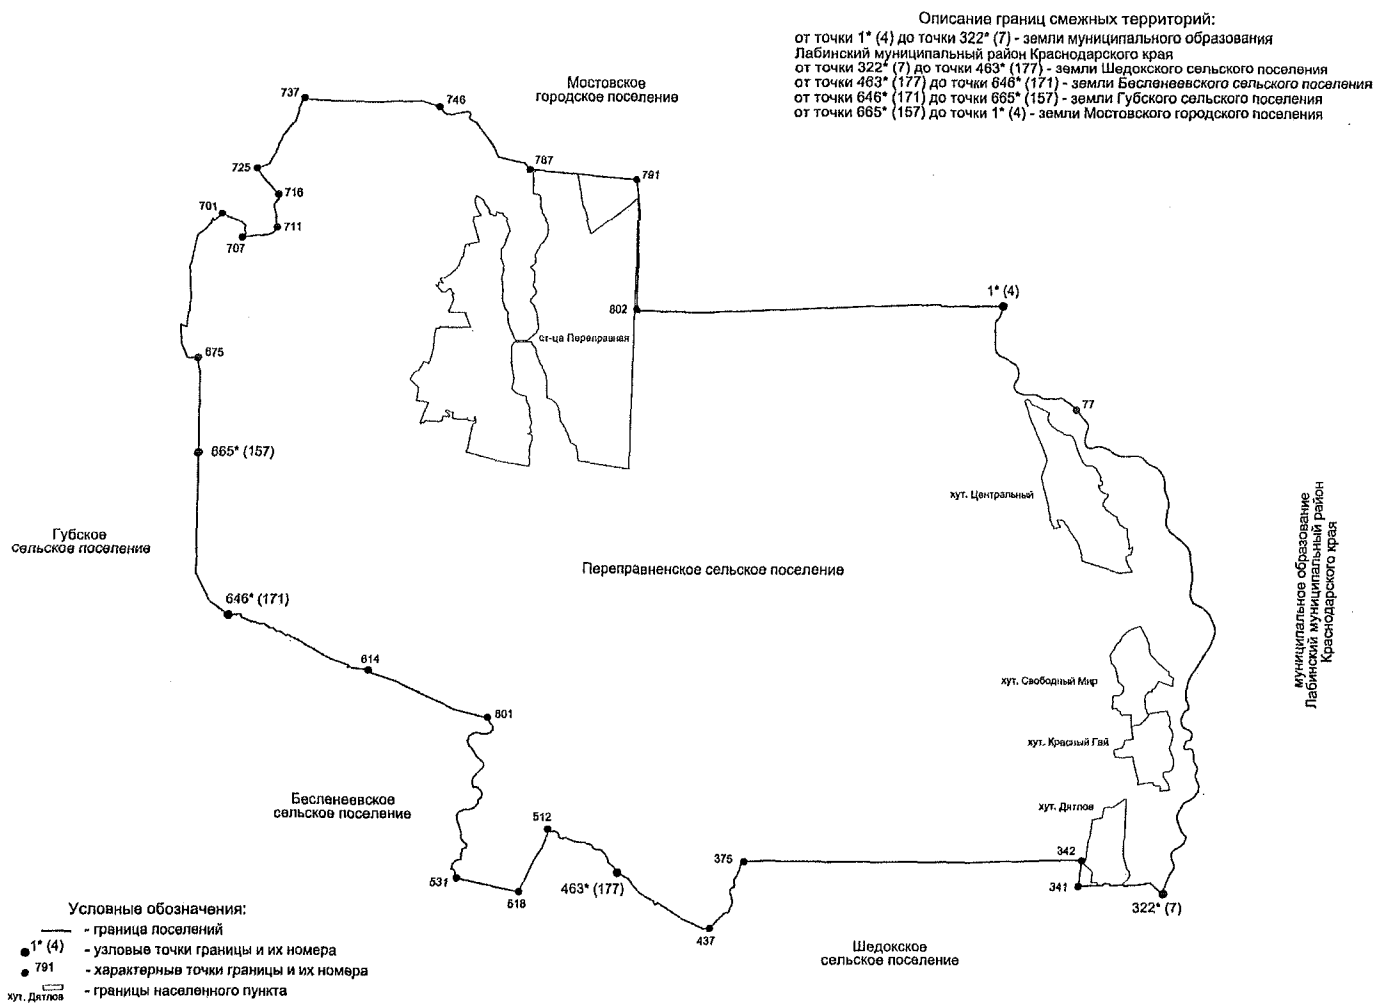 Описание границ смежных территорий:
от точки 1* (4) до точки 322* (7) - земли муниципального образования
Лабинский муниципальный район Краснодарского края
от точки 322* (7) до точки 463* (177) - земли Шедокского сельского поселения
от точки 463* (177) до точки 646* (171) - земли Бесленеевского сельского поселения
от точки 646* (171) до точки 665* (157) - земли Губского сельского поселения
от точки 665* (157) до точки 1* (4) - земли Мостовского городского поселения
Мостовское
городское поселение
737
746
787
791
725
716
701
711
707
1* (4)
802
ст-ца Переправная
675
77
665* (157)
хут. Центральный
Губское
сельское поселение
Переправненское сельское поселение
муниципальное образование
Лабинский муниципальный район
Краснодарского края
646* (171)
614
хут. Свободный Мир
601
хут. Красный Гай
Бесленеевское
сельское поселение
хут. Дятлов
512
375
342
531
518
463* (177)
341
322* (7)
437
Шедокское
сельское поселение
Условные обозначения:
- граница поселений
1* (4) - узловые точки границы и их номера
791 - характерные точки границы и их номера
хут. Дятлов - границы населенного пункта